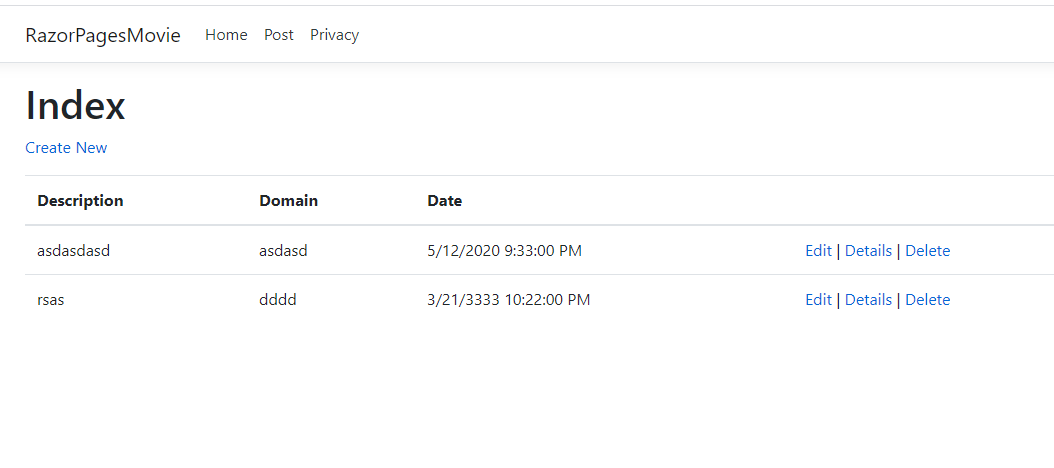 RazorPagesMovie Home Post Privacy
Index
Create New
Description Domain Date
asdasdasd asdasd 5/12/2020 9:33:00 PM Edit | Details | Delete
rsas dddd 3/21/3333 10:22:00 PM Edit | Details | Delete